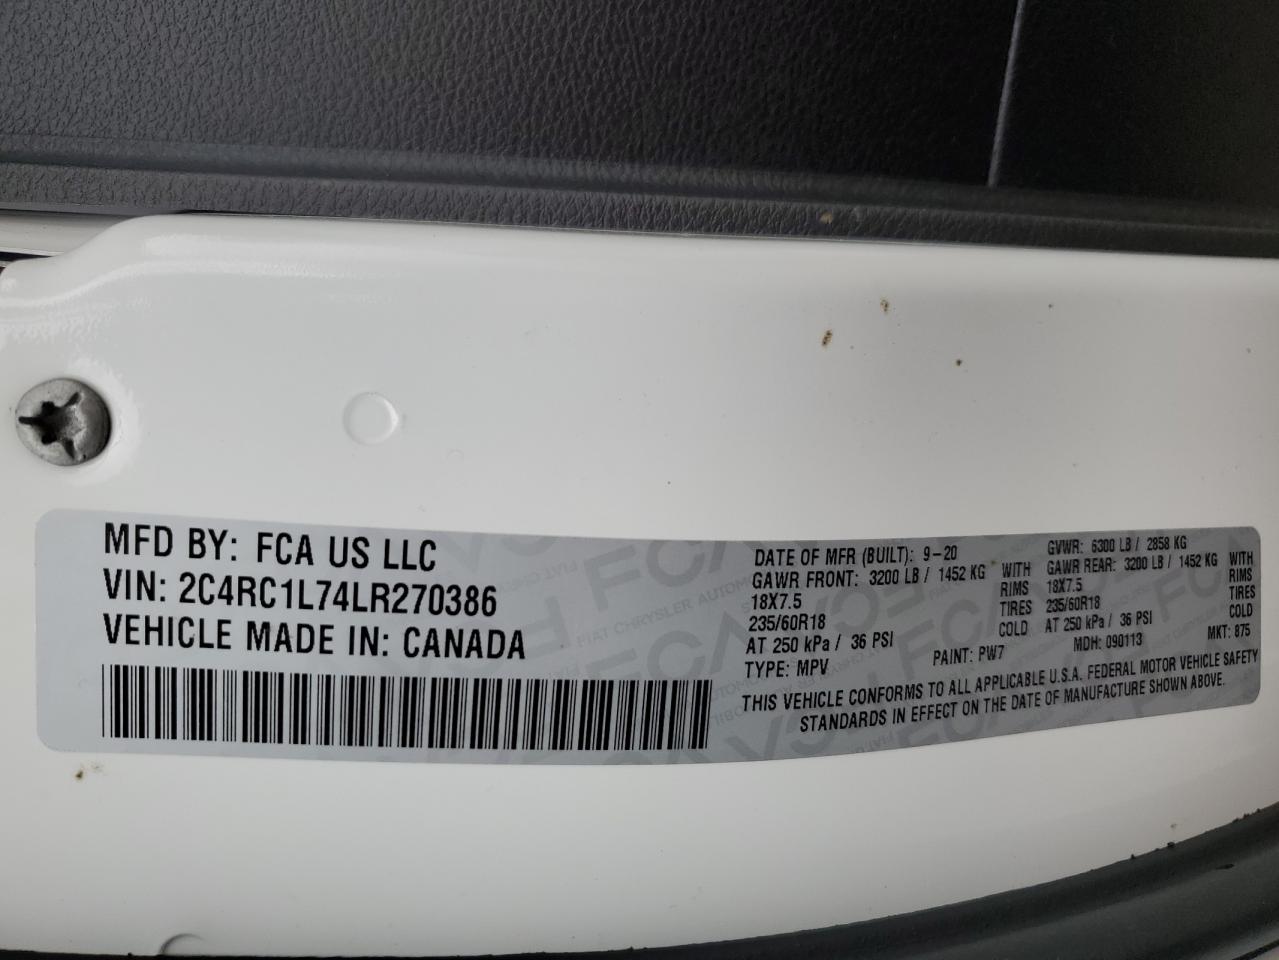 MFD BY: FCA US LLC
VIN: 2C4RC1L74LR270386
VEHICLE MADE IN: CANADA
DATE OF MFR (BUILT): 9-20 GVWR: 6300 LB / 2858 KG
GAWR FRONT: 3200 LB / 1452 KG WITH GAWR REAR: 3200 LB / 1452 KG WITH
18X7.5 RIMS 18X7.5 RIMS
235/60R18 TIRES 235/60R18 TIRES
AT 250 kPa / 36 PSI COLD AT 250 kPa / 36 PSI COLD
TYPE: MPV PAINT: PW7 MDH: 090113 MKT: 875
THIS VEHICLE CONFORMS TO ALL APPLICABLE U.S.A. FEDERAL MOTOR VEHICLE SAFETY
STANDARDS IN EFFECT ON THE DATE OF MANUFACTURE SHOWN ABOVE.